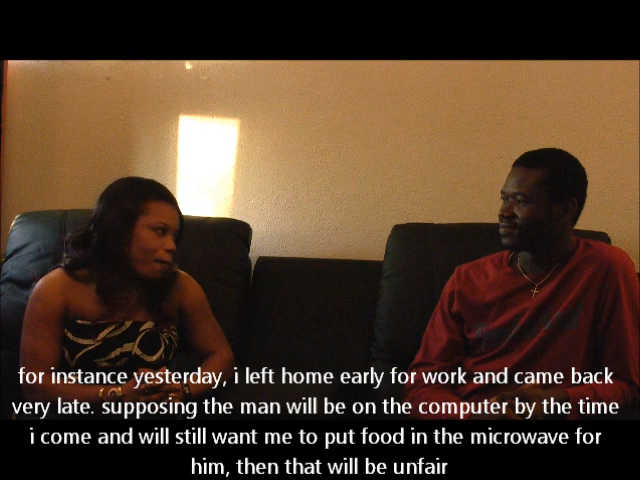 for instance yesterday, i left home early for work and came back
very late. supposing the man will be on the computer by the time
i come and will still want me to put food in the microwave for
him, then that will be unfair